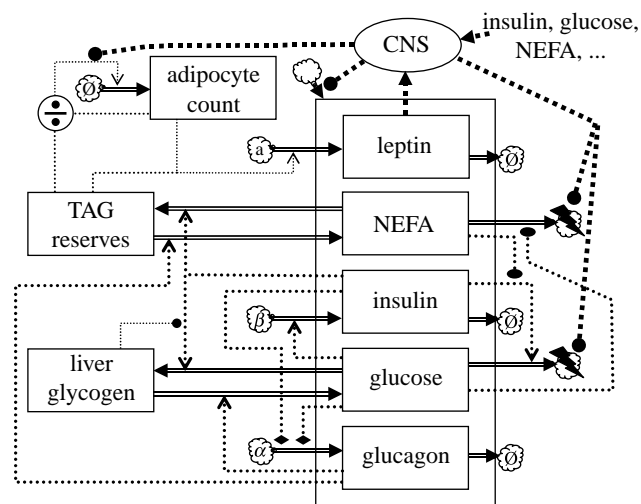 insulin, glucose,
CNS
NEFA, ...
Ø
adipocyte
count
÷
a
leptin
Ø
TAG
reserves
NEFA
insulin
β
Ø
liver
glycogen
glucose
α
glucagon
Ø